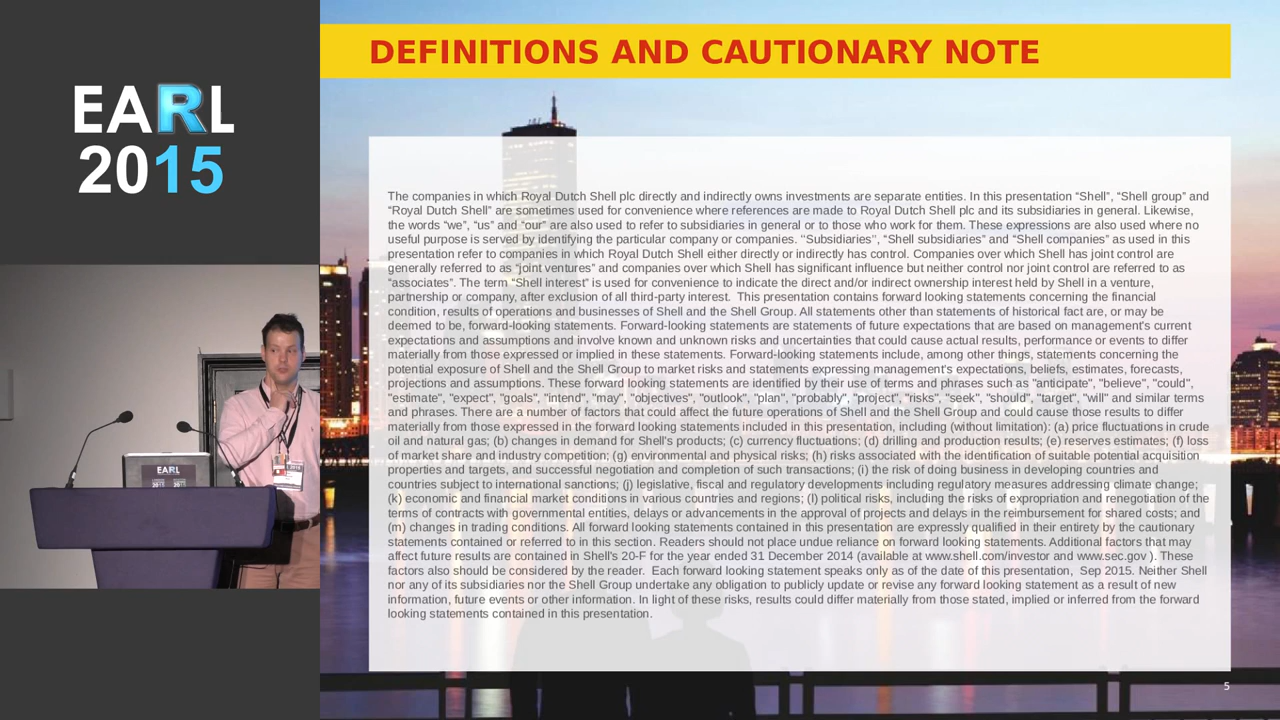 EARL
2015
DEFINITIONS AND CAUTIONARY NOTE
The companies in which Royal Dutch Shell plc directly and indirectly owns investments are separate entities. In this presentation “Shell”, “Shell group” and
“Royal Dutch Shell” are sometimes used for convenience where references are made to Royal Dutch Shell plc and its subsidiaries in general. Likewise,
the words “we”, “us” and “our” are also used to refer to subsidiaries in general or to those who work for them. These expressions are also used where no
useful purpose is served by identifying the particular company or companies. ‘‘Subsidiaries’’, “Shell subsidiaries” and “Shell companies” as used in this
presentation refer to companies in which Royal Dutch Shell either directly or indirectly has control. Companies over which Shell has joint control are
generally referred to as “joint ventures” and companies over which Shell has significant influence but neither control nor joint control are referred to as
“associates”. The term “Shell interest” is used for convenience to indicate the direct and/or indirect ownership interest held by Shell in a venture,
partnership or company, after exclusion of all third-party interest.  This presentation contains forward looking statements concerning the financial
condition, results of operations and businesses of Shell and the Shell Group. All statements other than statements of historical fact are, or may be
deemed to be, forward-looking statements. Forward-looking statements are statements of future expectations that are based on management's current
expectations and assumptions and involve known and unknown risks and uncertainties that could cause actual results, performance or events to differ
materially from those expressed or implied in these statements. Forward-looking statements include, among other things, statements concerning the
potential exposure of Shell and the Shell Group to market risks and statements expressing management's expectations, beliefs, estimates, forecasts,
projections and assumptions. These forward looking statements are identified by their use of terms and phrases such as "anticipate", "believe", "could",
"estimate", "expect", "goals", "intend", "may", "objectives", "outlook", "plan", "probably", "project", "risks", "seek", "should", "target", "will" and similar terms
and phrases. There are a number of factors that could affect the future operations of Shell and the Shell Group and could cause those results to differ
materially from those expressed in the forward looking statements included in this presentation, including (without limitation): (a) price fluctuations in crude
oil and natural gas; (b) changes in demand for Shell's products; (c) currency fluctuations; (d) drilling and production results; (e) reserves estimates; (f) loss
of market share and industry competition; (g) environmental and physical risks; (h) risks associated with the identification of suitable potential acquisition
properties and targets, and successful negotiation and completion of such transactions; (i) the risk of doing business in developing countries and
countries subject to international sanctions; (j) legislative, fiscal and regulatory developments including regulatory measures addressing climate change;
(k) economic and financial market conditions in various countries and regions; (l) political risks, including the risks of expropriation and renegotiation of the
terms of contracts with governmental entities, delays or advancements in the approval of projects and delays in the reimbursement for shared costs; and
(m) changes in trading conditions. All forward looking statements contained in this presentation are expressly qualified in their entirety by the cautionary
statements contained or referred to in this section. Readers should not place undue reliance on forward looking statements. Additional factors that may
affect future results are contained in Shell's 20-F for the year ended 31 December 2014 (available at www.shell.com/investor and www.sec.gov ). These
factors also should be considered by the reader.  Each forward looking statement speaks only as of the date of this presentation,  Sep 2015. Neither Shell
nor any of its subsidiaries nor the Shell Group undertake any obligation to publicly update or revise any forward looking statement as a result of new
information, future events or other information. In light of these risks, results could differ materially from those stated, implied or inferred from the forward
looking statements contained in this presentation.
EARL
5